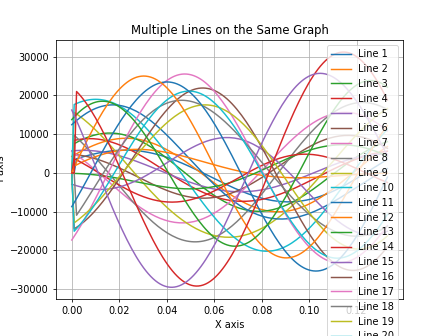 Multiple Lines on the Same Graph
30000
20000
10000
0
−10000
−20000
−30000
0.00
0.02
0.04
0.06
0.08
0.10
X axis
Line 1
Line 2
Line 3
Line 4
Line 5
Line 6
Line 7
Line 8
Line 9
Line 10
Line 11
Line 12
Line 13
Line 14
Line 15
Line 16
Line 17
Line 18
Line 19
Line 20